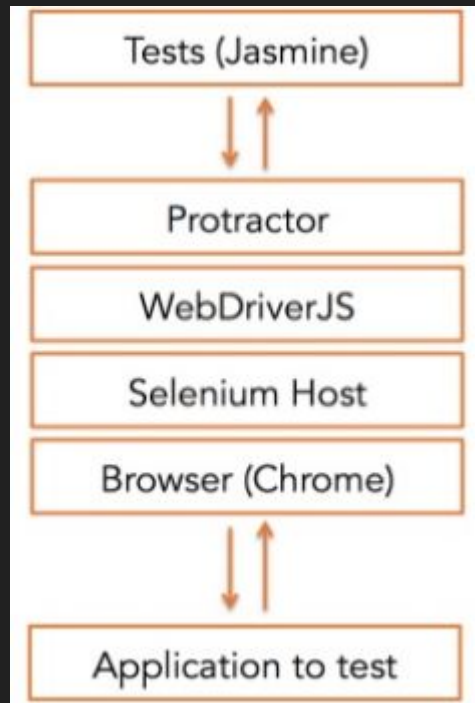 Tests (Jasmine)
Protractor
WebDriverJS
Selenium Host
Browser (Chrome)
Application to test